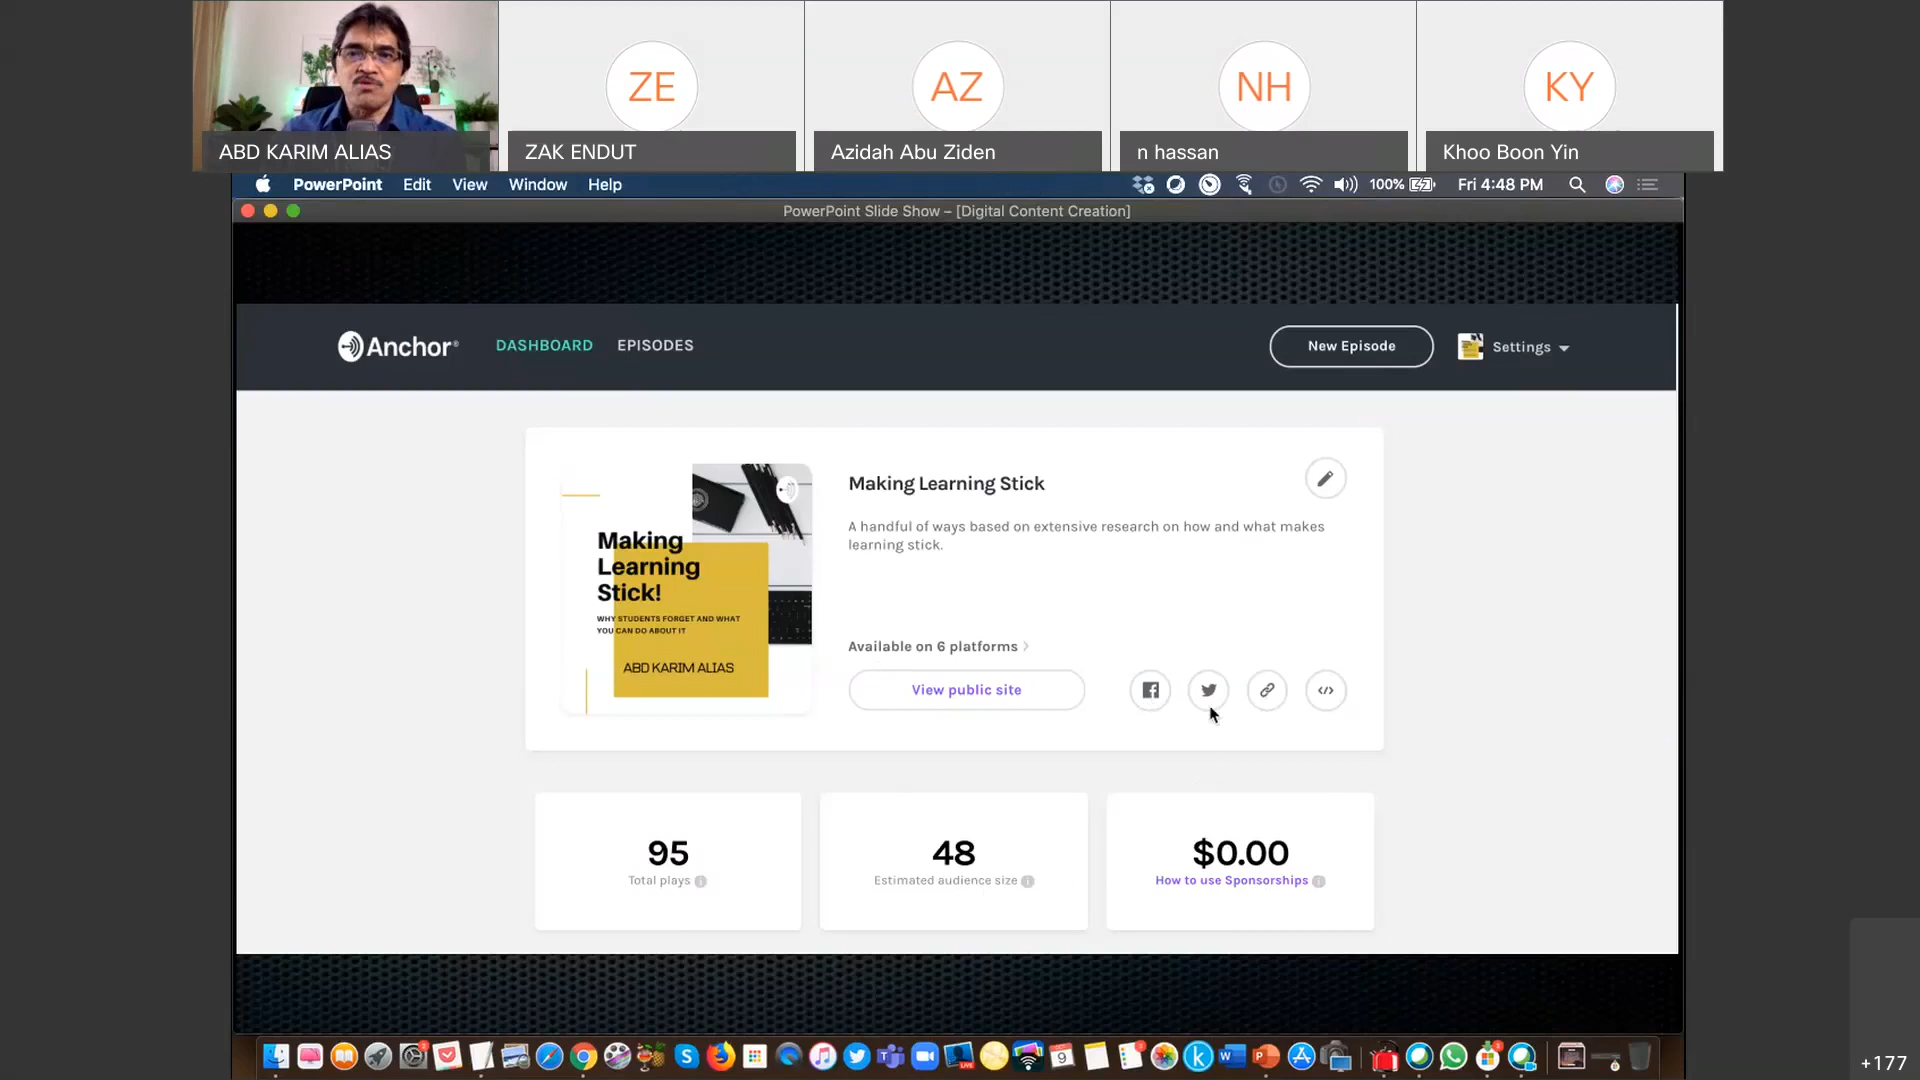 ZE
AZ
NH
KY
ABD KARIM ALIAS
ZAK ENDUT
Azidah Abu Ziden
n hassan
Khoo Boon Yin
PowerPoint Edit View Window Help
100% Fri 4:48 PM
PowerPoint Slide Show – [Digital Content Creation]
Anchor
DASHBOARD
EPISODES
New Episode
Settings
Making
Learning
Stick!
WHY STUDENTS FORGET AND WHAT
YOU CAN DO ABOUT IT
ABD KARIM ALIAS
Making Learning Stick
A handful of ways based on extensive research on how and what makes
learning stick.
Available on 6 platforms
View public site
95
Total plays
48
Estimated audience size
$0.00
How to use Sponsorships
+177